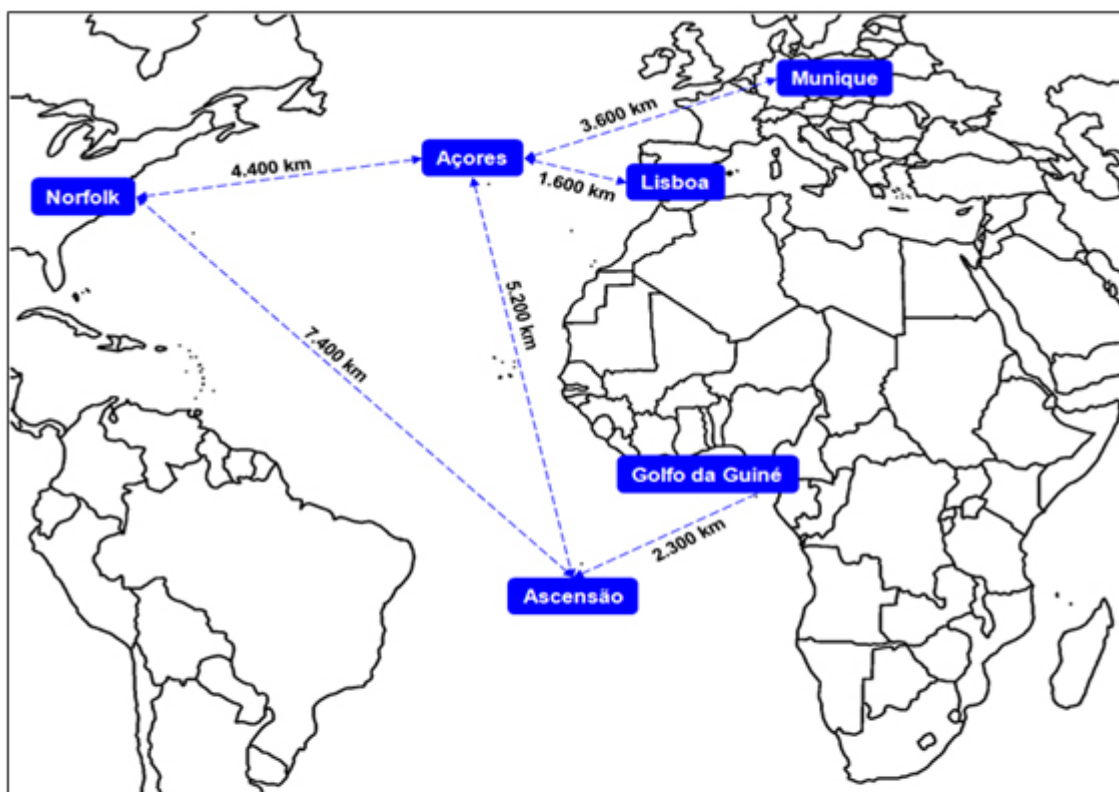 Munique
3.600 km
Açores
4.400 km
1.600 km
Lisboa
Norfolk
5.200 km
7.400 km
Golfo da Guiné
2.300 km
Ascensão